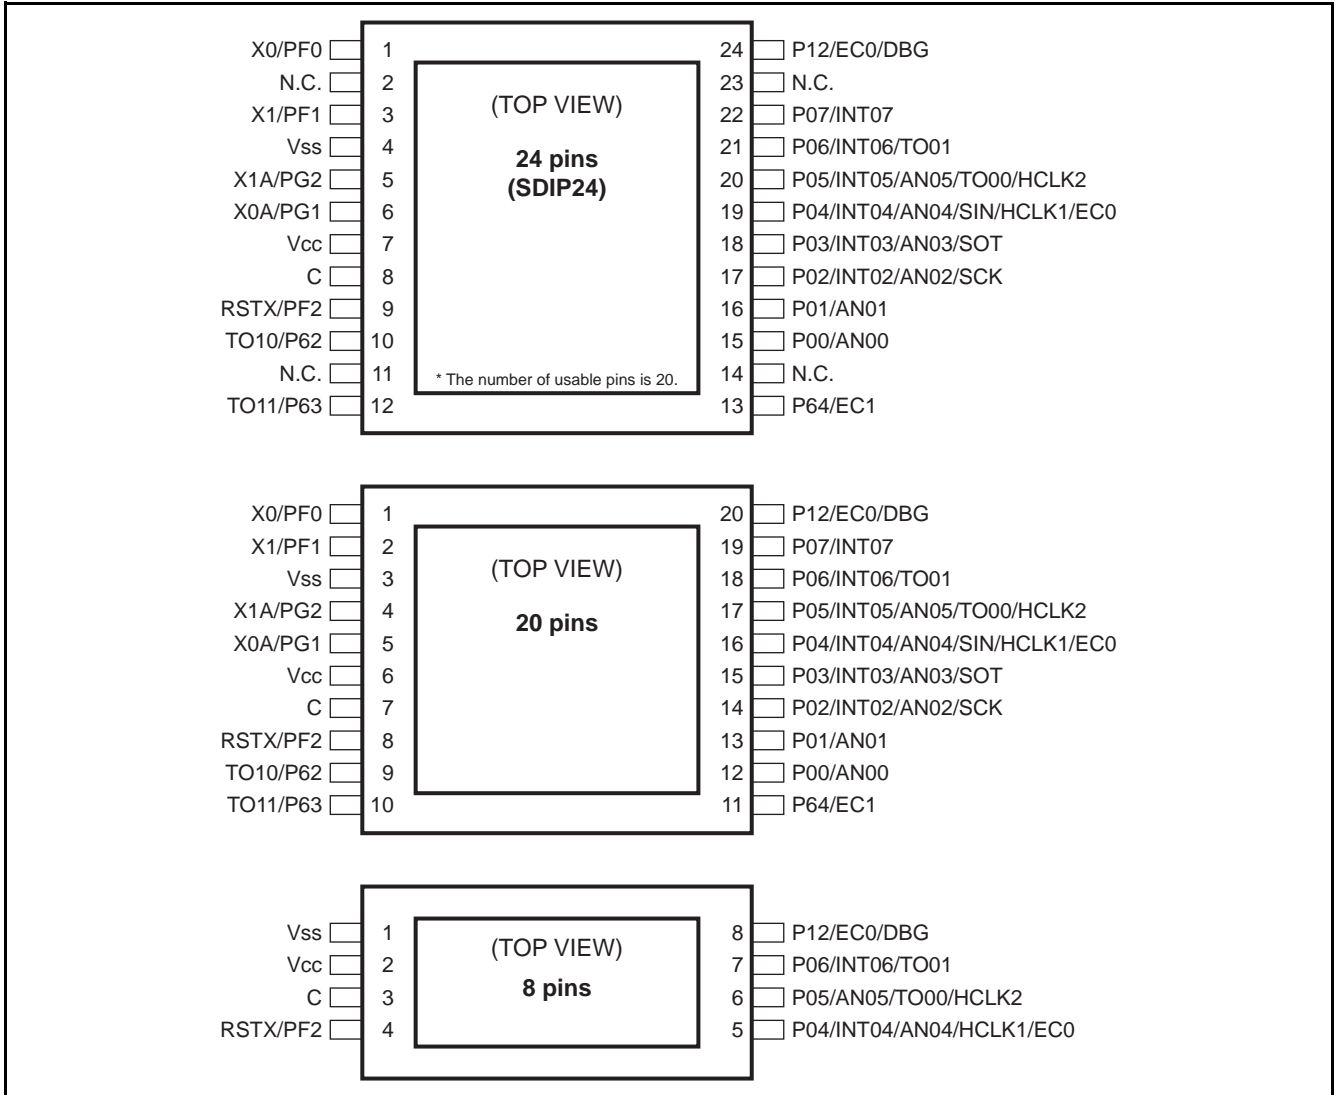 X0/PF0 1 24 P12/EC0/DBG
N.C. 2 23 N.C.
X1/PF1 3 (TOP VIEW) 22 P07/INT07
Vss 4 24 pins 21 P06/INT06/TO01
X1A/PG2 5 (SDIP24) 20 P05/INT05/AN05/TO00/HCLK2
X0A/PG1 6 19 P04/INT04/AN04/SIN/HCLK1/EC0
Vcc 7 18 P03/INT03/AN03/SOT
C 8 17 P02/INT02/AN02/SCK
RSTX/PF2 9 16 P01/AN01
TO10/P62 10 15 P00/AN00
N.C. 11 * The number of usable pins is 20. 14 N.C.
TO11/P63 12 13 P64/EC1
X0/PF0 1 20 P12/EC0/DBG
X1/PF1 2 19 P07/INT07
Vss 3 (TOP VIEW) 18 P06/INT06/TO01
X1A/PG2 4 20 pins 17 P05/INT05/AN05/TO00/HCLK2
X0A/PG1 5 16 P04/INT04/AN04/SIN/HCLK1/EC0
Vcc 6 15 P03/INT03/AN03/SOT
C 7 14 P02/INT02/AN02/SCK
RSTX/PF2 8 13 P01/AN01
TO10/P62 9 12 P00/AN00
TO11/P63 10 11 P64/EC1
Vss 1 (TOP VIEW) 8 P12/EC0/DBG
Vcc 2 8 pins 7 P06/INT06/TO01
C 3 6 P05/AN05/TO00/HCLK2
RSTX/PF2 4 5 P04/INT04/AN04/HCLK1/EC0